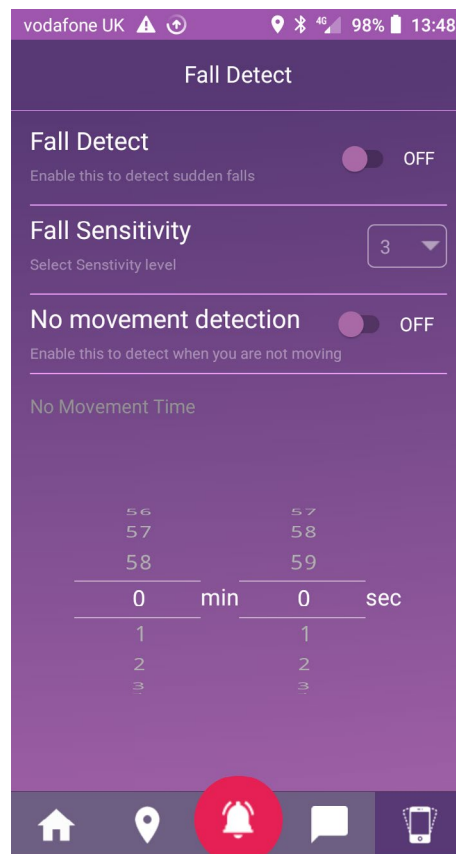 vodafone UK 4G 98% 13:48
Fall Detect
Fall Detect
OFF
Enable this to detect sudden falls
Fall Sensitivity
3
Select Senstivity level
No movement detection
OFF
Enable this to detect when you are not moving
No Movement Time
56 57
57 58
58 59
0 min 0 sec
1 1
2 2
3 3